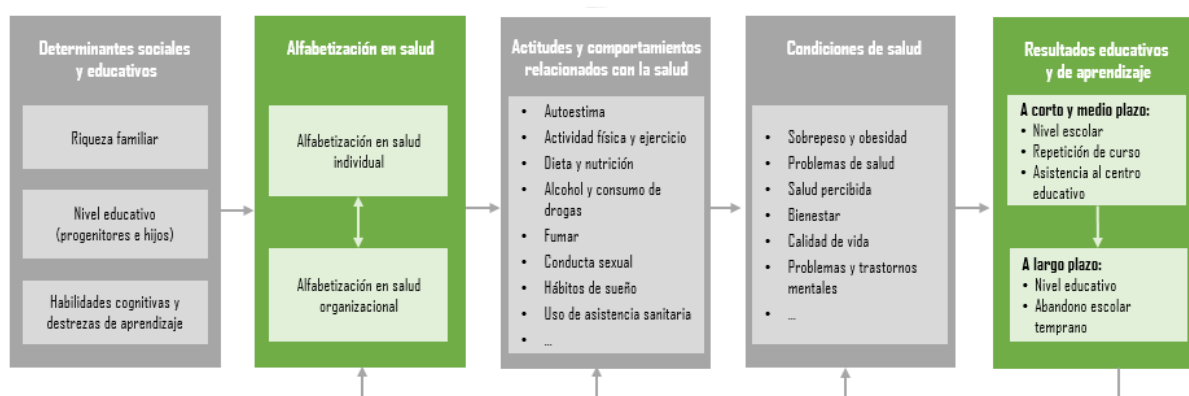 Determinantes sociales
y educativos
Riqueza familiar
Nivel educativo
(progenitores e hijos)
Habilidades cognitivas y
destrezas de aprendizaje
Alfabetización en salud
Alfabetización en salud
individual
Alfabetización en salud
organizacional
Actitudes y comportamientos
relacionados con la salud
• Autoestima
• Actividad física y ejercicio
• Dieta y nutrición
• Alcohol y consumo de
drogas
• Fumar
• Conducta sexual
• Hábitos de sueño
• Uso de asistencia sanitaria
• ...
Condiciones de salud
• Sobrepeso y obesidad
• Problemas de salud
• Salud percibida
• Bienestar
• Calidad de vida
• Problemas y trastornos
mentales
• ...
Resultados educativos
y de aprendizaje
A corto y medio plazo:
• Nivel escolar
• Repetición de curso
• Asistencia al centro
educativo
A largo plazo:
• Nivel educativo
• Abandono escolar
temprano